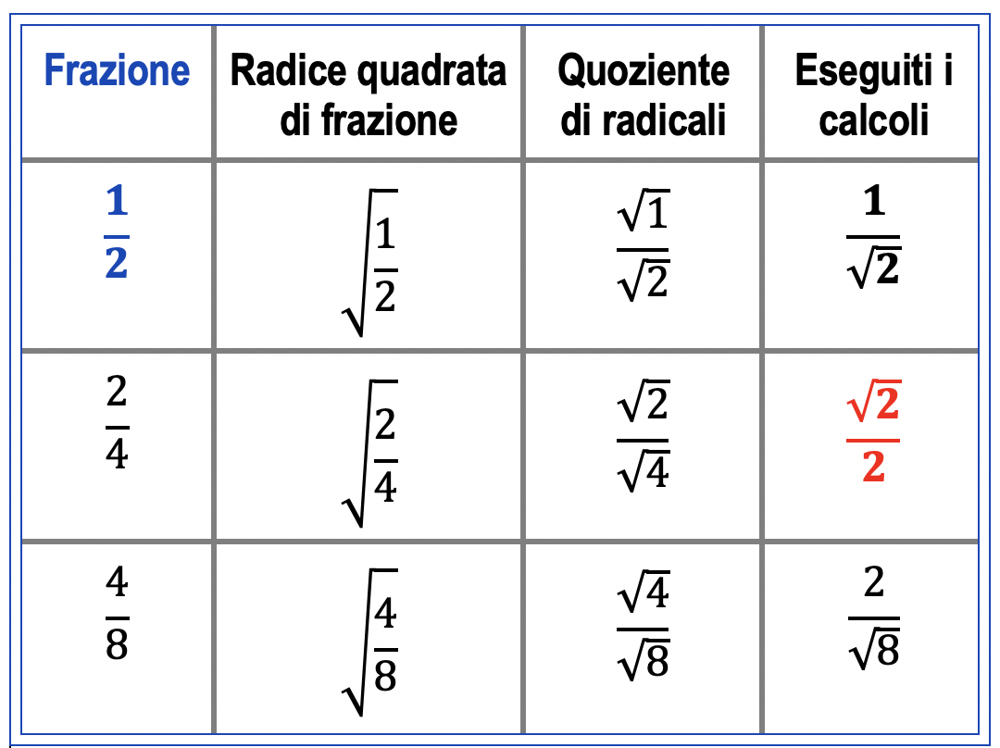 Frazione Radice quadrata di frazione Quoziente di radicali Eseguiti i calcoli
1/2 √(1/2) √1/√2 1/√2
2/4 √(2/4) √2/√4 √2/2
4/8 √(4/8) √4/√8 2/√8